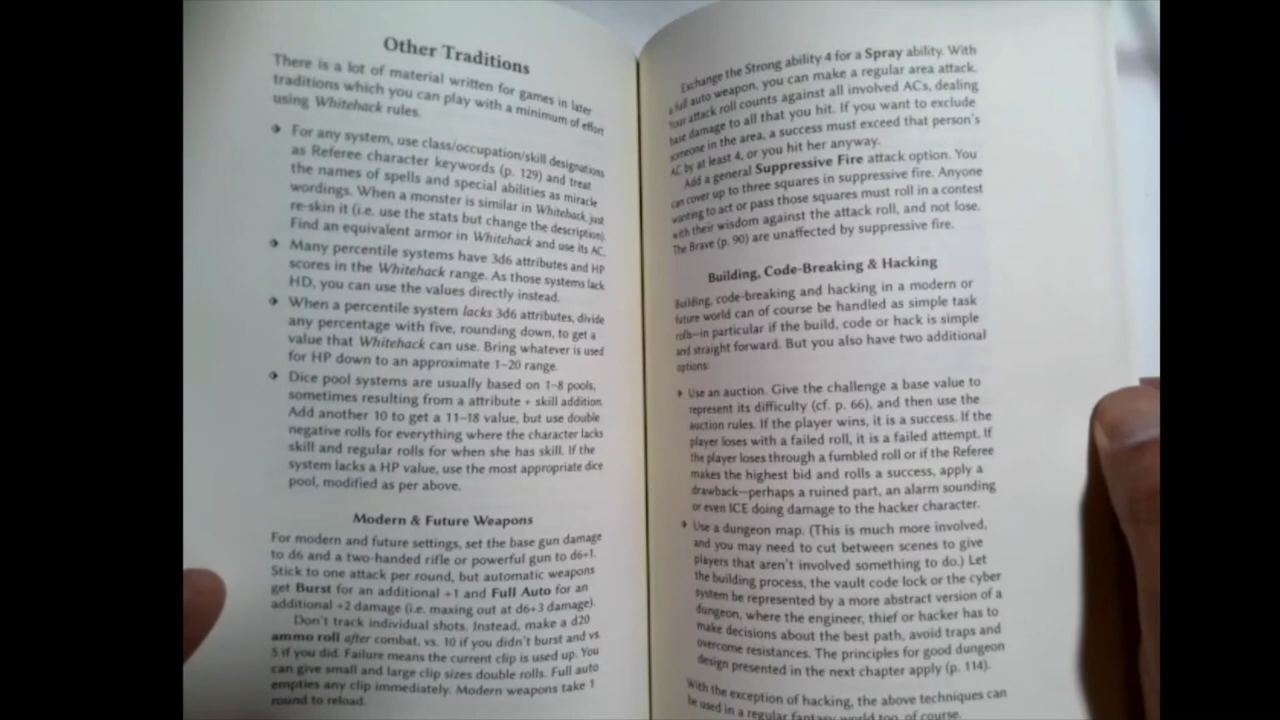 Other Traditions
There is a lot of material written for games in later
traditions which you can play with a minimum of effort
using Whitehack rules.
➲ For any system, use class/occupation/skill designations
as Referee character keywords (p. 129) and treat
the names of spells and special abilities as miracle
wordings. When a monster is similar in Whitehack, just
re-skin it (i.e. use the stats but change the description).
Find an equivalent armor in Whitehack and use its AC.
➲ Many percentile systems have 3d6 attributes and HP
scores in the Whitehack range. As those systems lack
HD, you can use the values directly instead.
➲ When a percentile system lacks 3d6 attributes, divide
any percentage with five, rounding down, to get a
value that Whitehack can use. Bring whatever is used
for HP down to an approximate 1–20 range.
➲ Dice pool systems are usually based on 1–8 pools,
sometimes resulting from a attribute + skill addition.
Add another 10 to get a 11–18 value, but use double
negative rolls for everything where the character lacks
skill and regular rolls for when she has skill. If the
system lacks a HP value, use the most appropriate dice
pool, modified as per above.
Modern & Future Weapons
For modern and future settings, set the base gun damage
to d6 and a two-handed rifle or powerful gun to d6+1.
Stick to one attack per round, but automatic weapons
get Burst for an additional +1 and Full Auto for an
additional +2 damage (i.e. maxing out at d6+3 damage).
Don't track individual shots. Instead, make a d20
ammo roll after combat, vs. 10 if you didn't burst and vs.
5 if you did. Failure means the current clip is used up. You
can give small and large clip sizes double rolls. Full auto
empties any clip immediately. Modern weapons take 1
round to reload.
Exchange the Strong ability 4 for a Spray ability. With
a full auto weapon, you can make a regular area attack.
Your attack roll counts against all involved ACs, dealing
base damage to all that you hit. If you want to exclude
someone in the area, a success must exceed that person's
AC by at least 4, or you hit her anyway.
Add a general Suppressive Fire attack option. You
can cover up to three squares in suppressive fire. Anyone
wanting to act or pass those squares must roll in a contest
with their wisdom against the attack roll, and not lose.
The Brave (p. 90) are unaffected by suppressive fire.
Building, Code-Breaking & Hacking
Building, code-breaking and hacking in a modern or
future world can of course be handled as simple task
rolls—in particular if the build, code or hack is simple
and straight forward. But you also have two additional
options:
➲ Use an auction. Give the challenge a base value to
represent its difficulty (cf. p. 66), and then use the
auction rules. If the player wins, it is a success. If the
player loses with a failed roll, it is a failed attempt. If
the player loses through a fumbled roll or if the Referee
makes the highest bid and rolls a success, apply a
drawback—perhaps a ruined part, an alarm sounding
or even ICE doing damage to the hacker character.
➲ Use a dungeon map. (This is much more involved,
and you may need to cut between scenes to give
players that aren't involved something to do.) Let
the building process, the vault code lock or the cyber
system be represented by a more abstract version of a
dungeon, where the engineer, thief or hacker has to
make decisions about the best path, avoid traps and
overcome resistances. The principles for good dungeon
design presented in the next chapter apply (p. 114).
With the exception of hacking, the above techniques can
be used in a regular fantasy world too, of course.